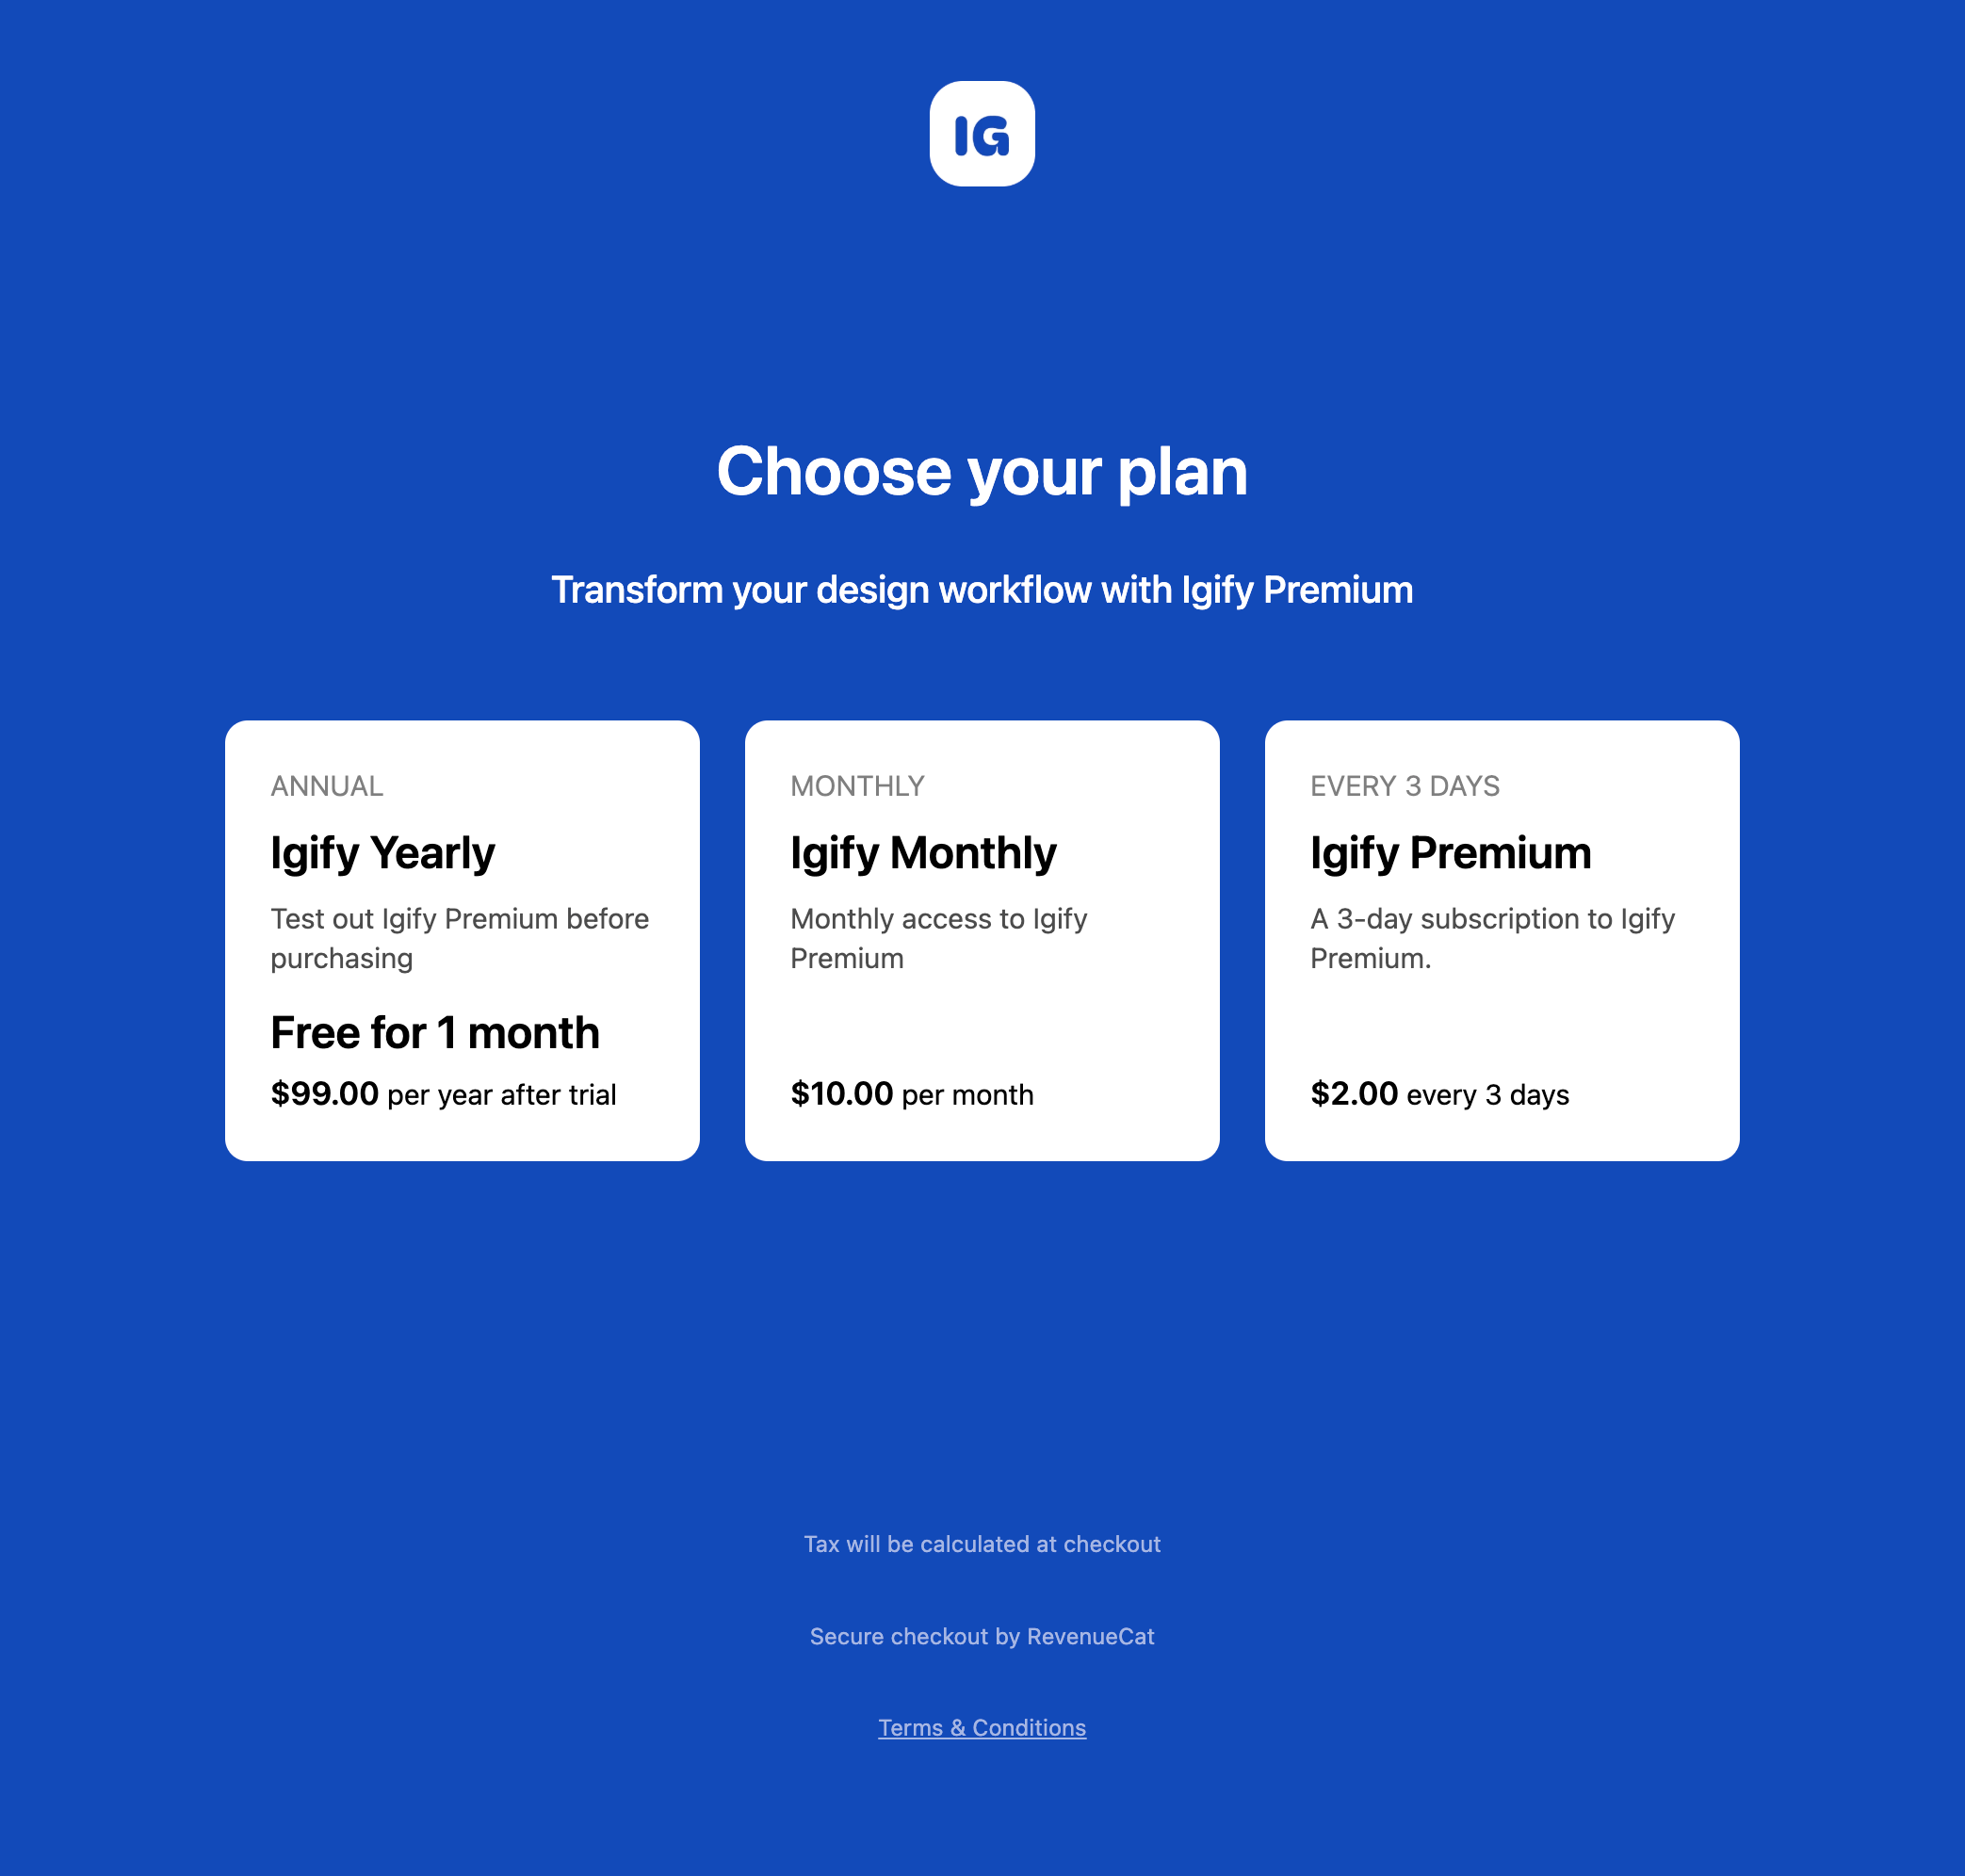 IG
Choose your plan
Transform your design workflow with Igify Premium
ANNUAL
Igify Yearly
Test out Igify Premium before
purchasing
Free for 1 month
$99.00 per year after trial
MONTHLY
Igify Monthly
Monthly access to Igify
Premium
$10.00 per month
EVERY 3 DAYS
Igify Premium
A 3-day subscription to Igify
Premium.
$2.00 every 3 days
Tax will be calculated at checkout
Secure checkout by RevenueCat
Terms & Conditions